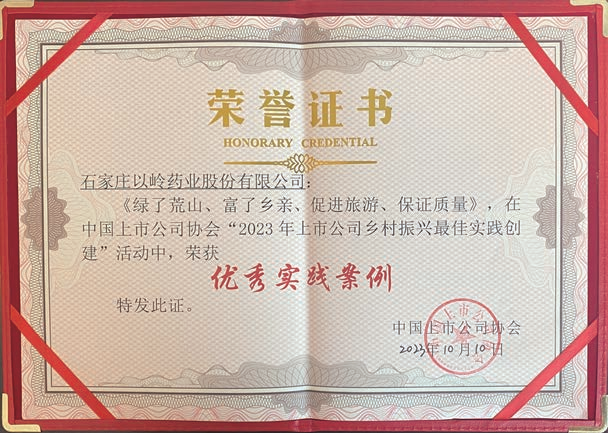 荣誉证书
HONORARY CREDENTIAL
石家庄以岭药业股份有限公司：
《绿了荒山、富了乡亲、促进旅游、保证质量》，在
中国上市公司协会“2023年上市公司乡村振兴最佳实践创
建”活动中，荣获
优秀实践案例
特发此证。
中国上市公司协会
2023年10月10日